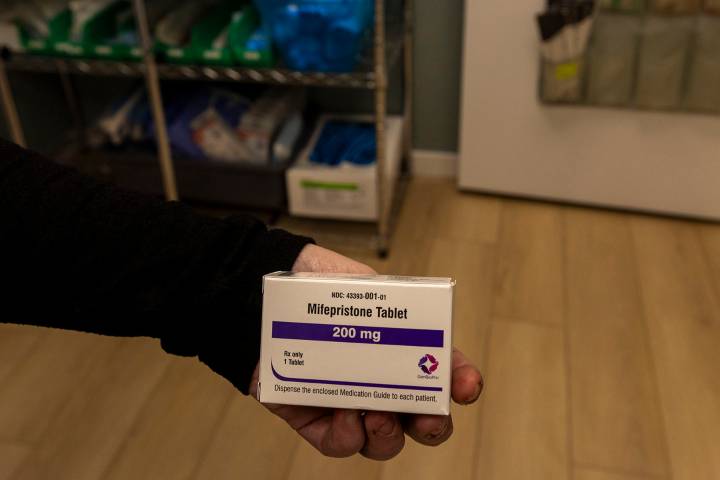 NDC: 43393-001-01
Mifepristone Tablet
200 mg
Rx only
1 Tablet
GenBioPro
Dispense the enclosed Medication Guide to each patient.